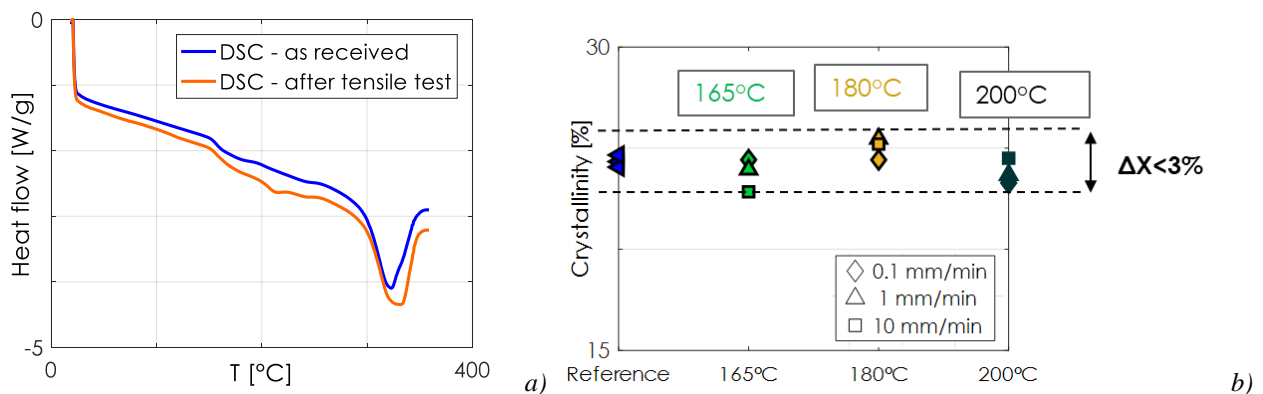 0
Heat flow [W/g]
-5
DSC - as received
DSC - after tensile test
0
T [°C]
400
a)
30
Crystallinity [%]
15
165°C
180°C
200°C
ΔX<3%
0.1 mm/min
1 mm/min
10 mm/min
Reference
165°C
180°C
200°C
b)